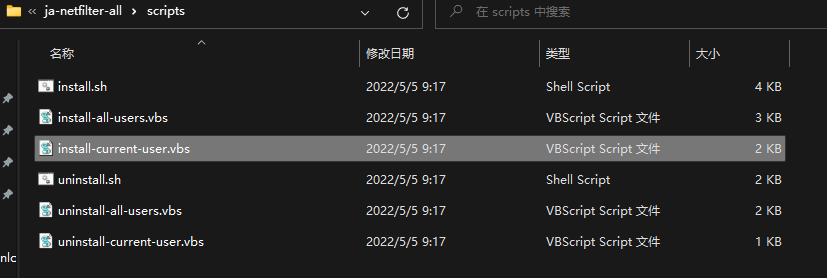 « ja-netfilter-all > scripts 在 scripts 中搜索
名称 修改日期 类型 大小
install.sh 2022/5/5 9:17 Shell Script 4 KB
install-all-users.vbs 2022/5/5 9:17 VBScript Script 文件 3 KB
install-current-user.vbs 2022/5/5 9:17 VBScript Script 文件 2 KB
uninstall.sh 2022/5/5 9:17 Shell Script 2 KB
uninstall-all-users.vbs 2022/5/5 9:17 VBScript Script 文件 2 KB
uninstall-current-user.vbs 2022/5/5 9:17 VBScript Script 文件 1 KB